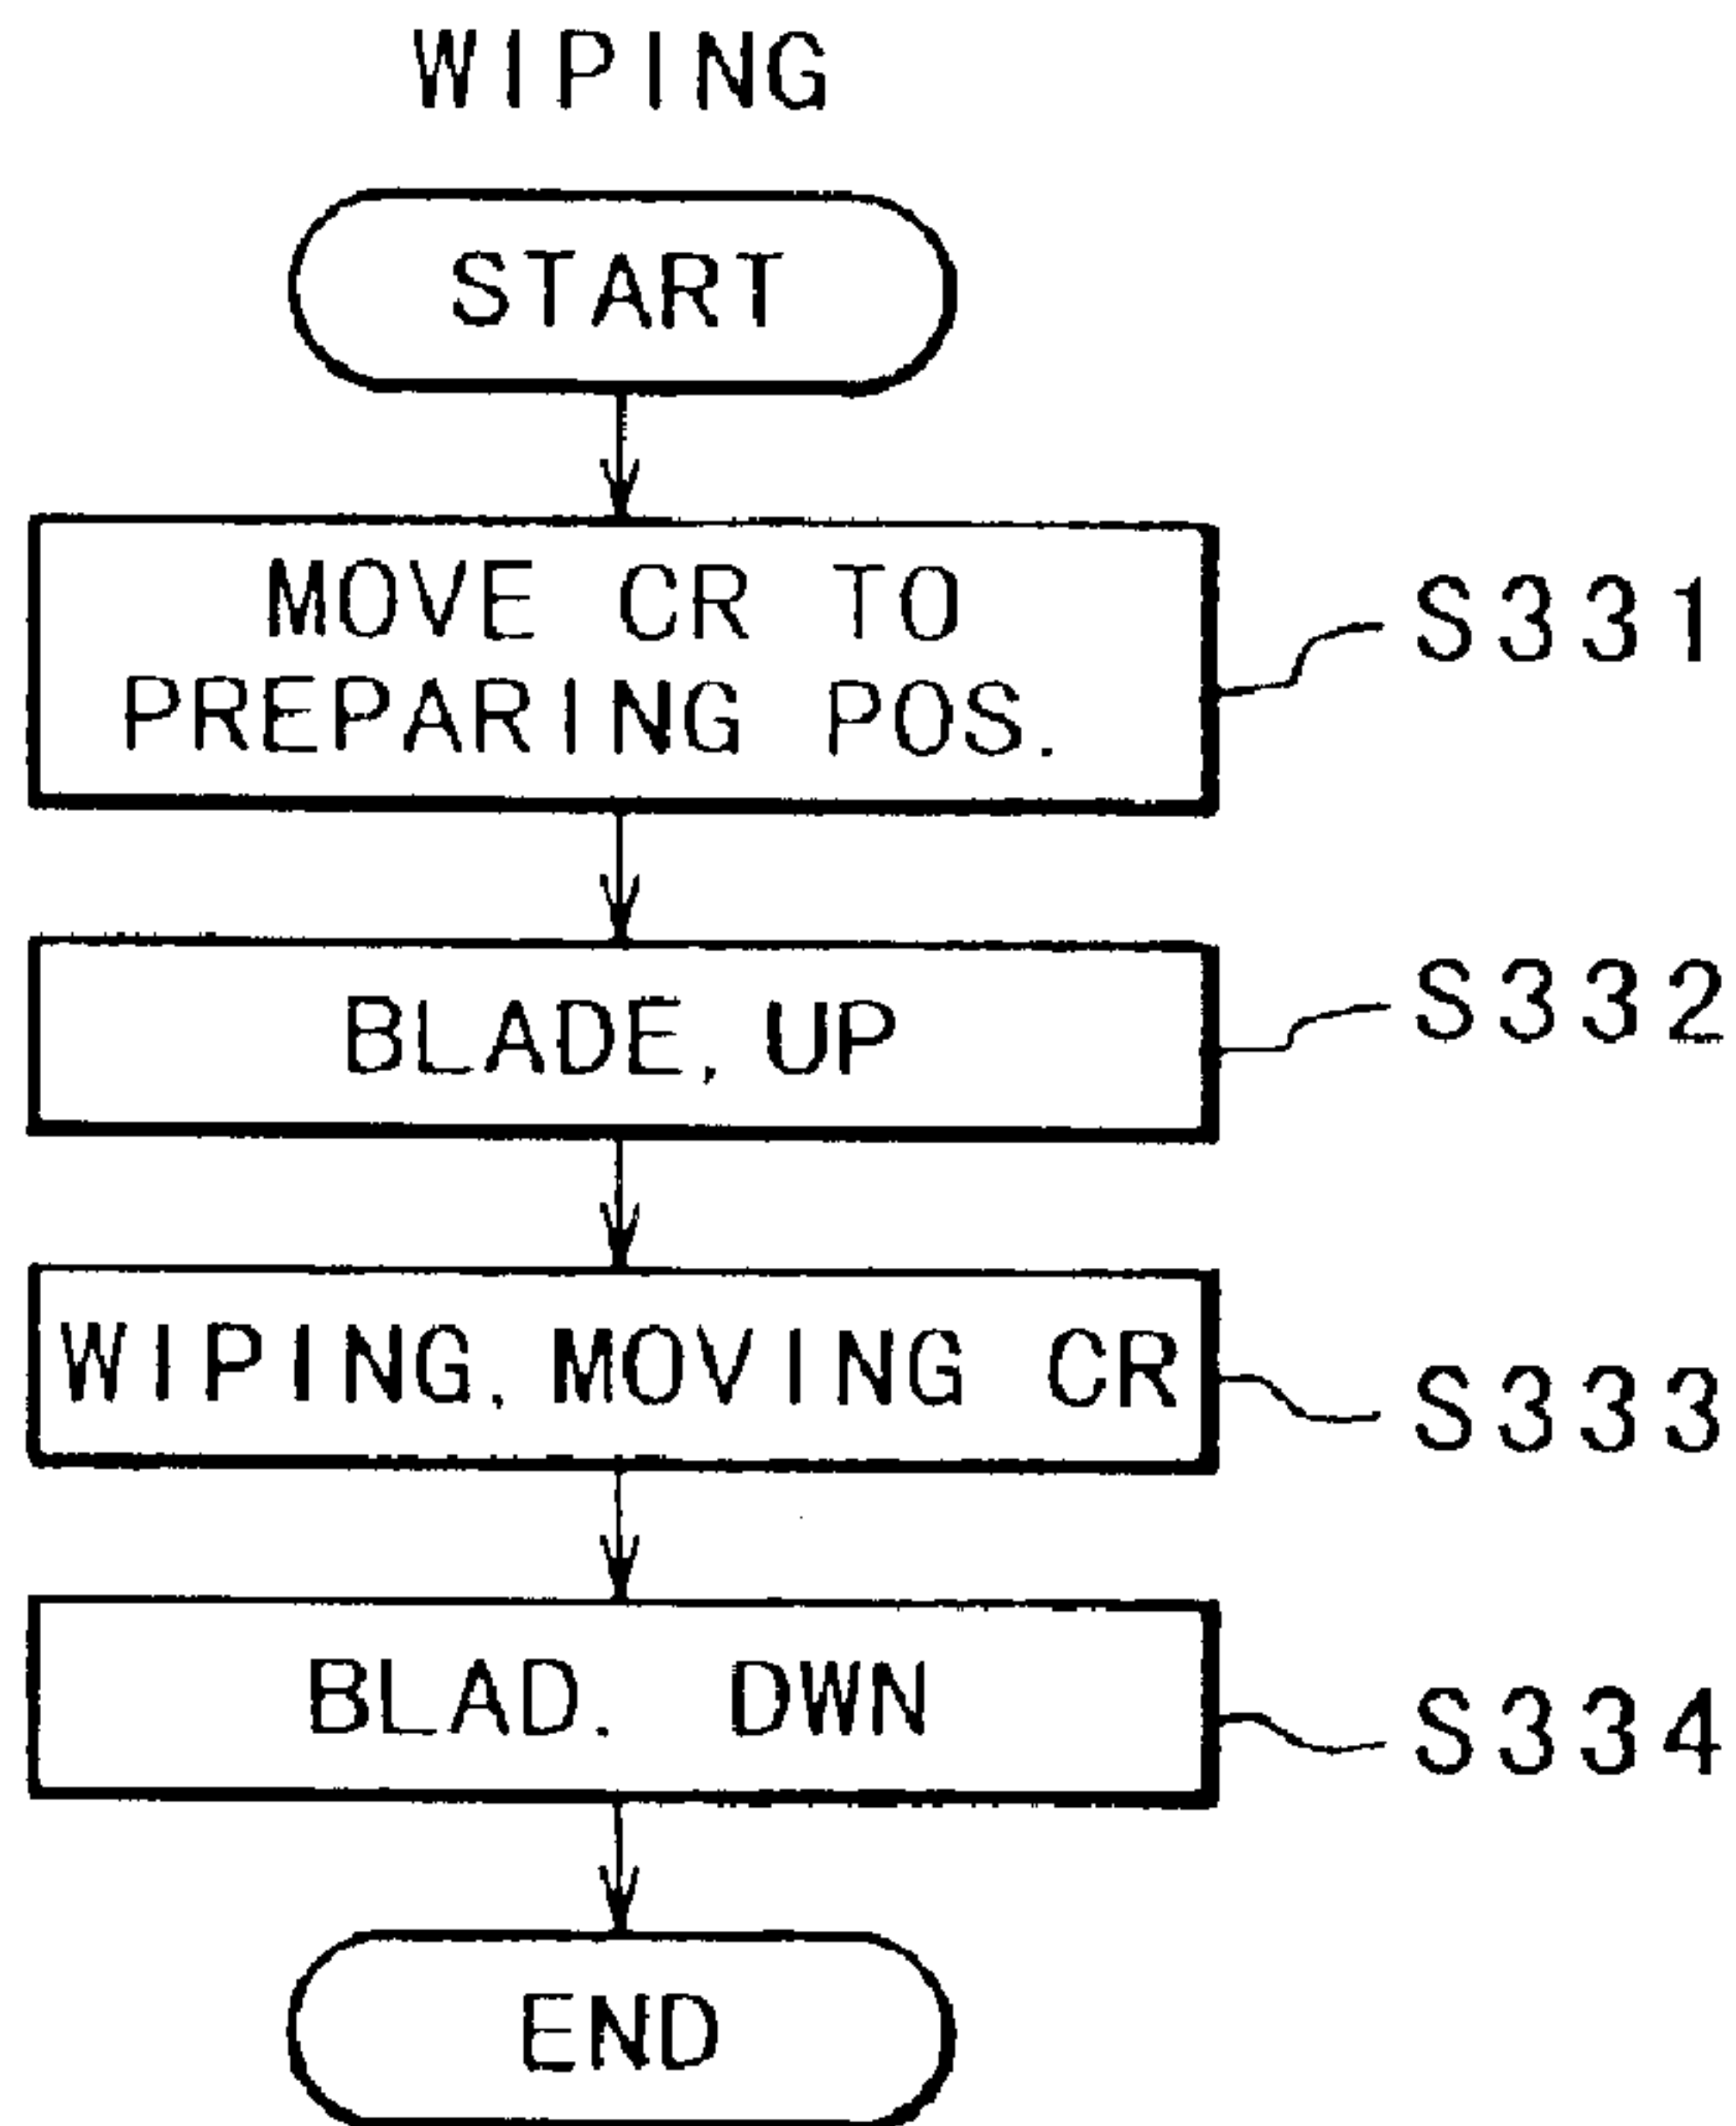 WIPING
START
MOVE CR TO
PREPARING POS.
S331
BLADE, UP
S332
WIPING, MOVING CR
S333
BLAD. DWN
S334
END